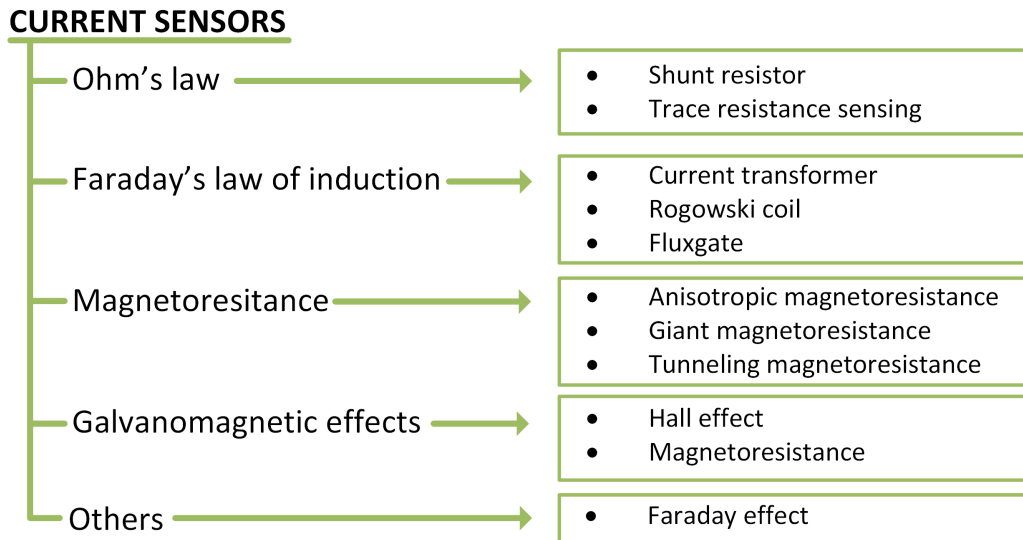 CURRENT SENSORS
Ohm’s law
• Shunt resistor
• Trace resistance sensing
Faraday’s law of induction
• Current transformer
• Rogowski coil
• Fluxgate
Magnetoresitance
• Anisotropic magnetoresistance
• Giant magnetoresistance
• Tunneling magnetoresistance
Galvanomagnetic effects
• Hall effect
• Magnetoresistance
Others
• Faraday effect